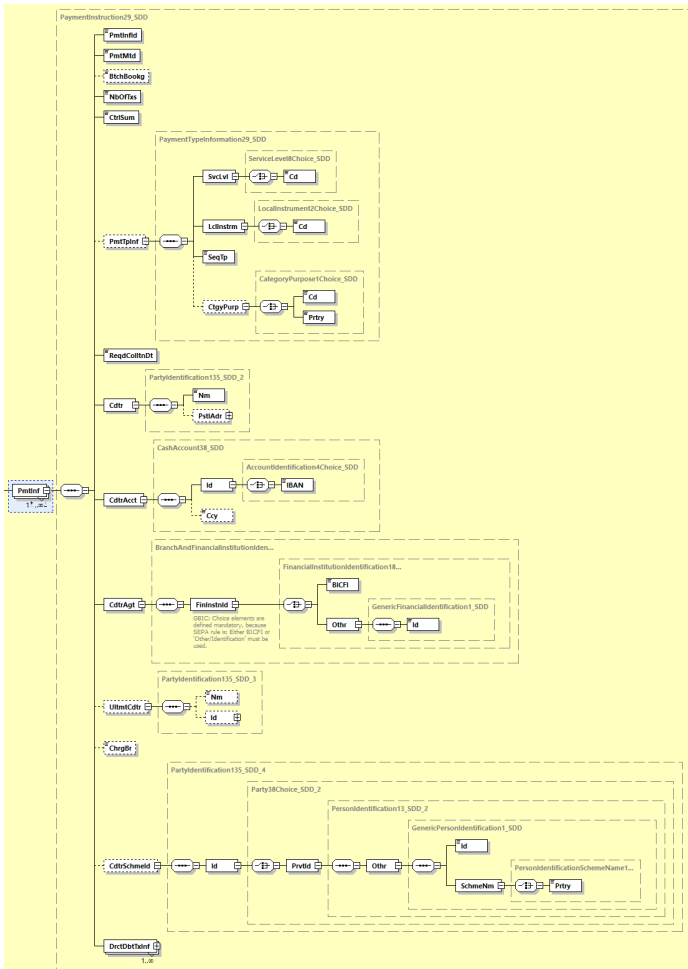 PaymentInstruction29_SDD
PmtInfId
PmtMtd
BtchBookg
NbOfTxs
CtrlSum
PaymentTypeInformation29_SDD
ServiceLevel8Choice_SDD
SvcLvl
Cd
LocalInstrument2Choice_SDD
LclInstrm
Cd
PmtTpInf
SeqTp
CategoryPurpose1Choice_SDD
Cd
CtgyPurp
Prtry
ReqdColltnDt
PartyIdentification135_SDD_2
Nm
Cdtr
PstlAdr
CashAccount38_SDD
AccountIdentification4Choice_SDD
Id
IBAN
PmtInf
CdtrAcct
1..∞
Ccy
BranchAndFinancialInstitutionIden...
FinancialInstitutionIdentification18...
BICFI
CdtrAgt
FinInstnId
GenericFinancialIdentification1_SDD
GBIC: Choice elements are
defined mandatory, because
SEPA rule is: Either BICFI or
'Other/Identification' must be
used.
Othr
Id
PartyIdentification135_SDD_3
Nm
UltmtCdtr
Id
ChrgBr
PartyIdentification135_SDD_4
Party38Choice_SDD_2
PersonIdentification13_SDD_2
GenericPersonIdentification1_SDD
Id
CdtrSchmeId
Id
PrvtId
Othr
PersonIdentificationSchemeName1...
SchmeNm
Prtry
DrctDbtTxInf
1..∞